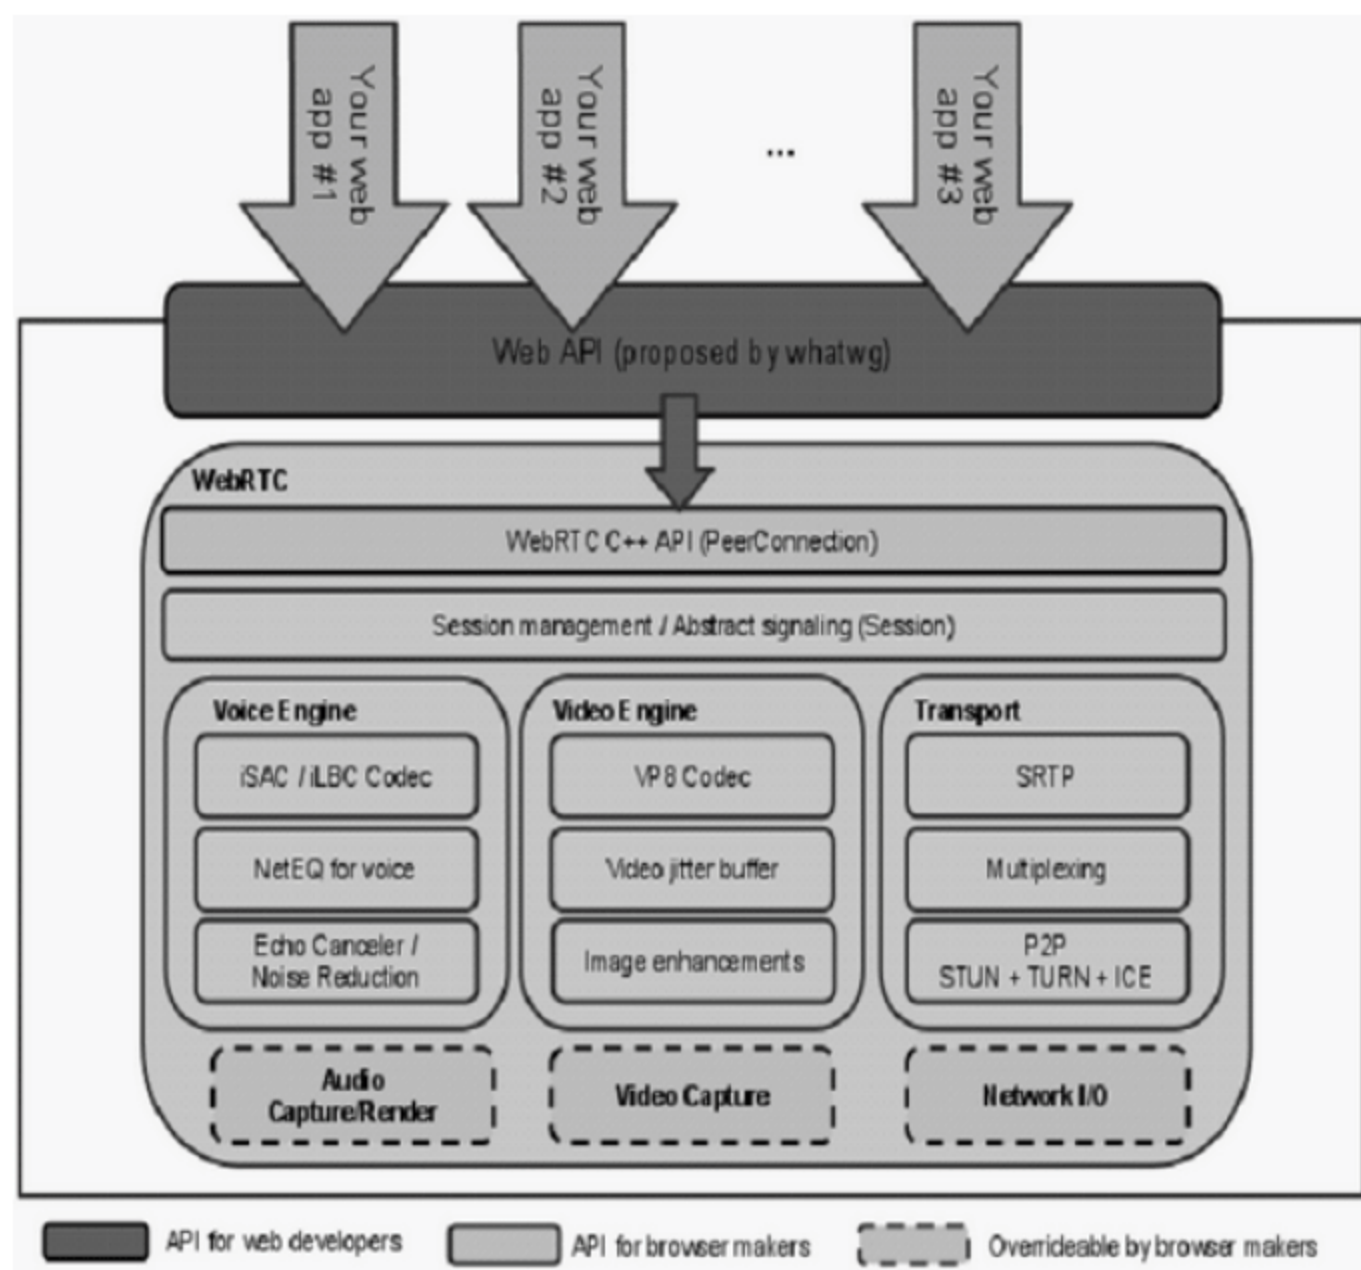 Your web
app #1
Your web
app #2
...
Your web
app #3
Web API (proposed by whatwg)
WebRTC
WebRTC C++ API (PeerConnection)
Session management / Abstract signaling (Session)
Voice Engine
iSAC / iLBC Codec
NetEQ for voice
Echo Canceler /
Noise Reduction
Video Engine
VP8 Codec
Video jitter buffer
Image enhancements
Transport
SRTP
Multiplexing
P2P
STUN + TURN + ICE
Audio
Capture/Render
Video Capture
Network I/O
API for web developers
API for browser makers
Overrideable by browser makers